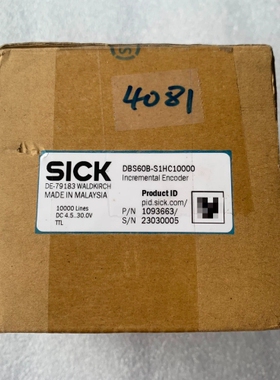 4081
SICK
DE-79183 WALDKIRCH
MADE IN MALAYSIA
10000 Lines
DC 4.5...30.0V
TTL
DBS60B-S1HC10000
Incremental Encoder
Product ID
pid.sick.com/
P/N 1093663/
S/N 23030005